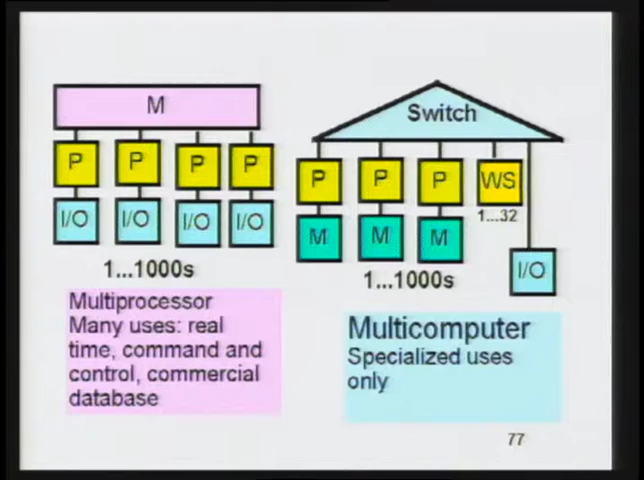 M
P P P P
I/O I/O I/O I/O
1...1000s
Multiprocessor
Many uses: real
time, command and
control, commercial
database
Switch
P P P WS
1...32
M M M
I/O
1...1000s
Multicomputer
Specialized uses
only
77